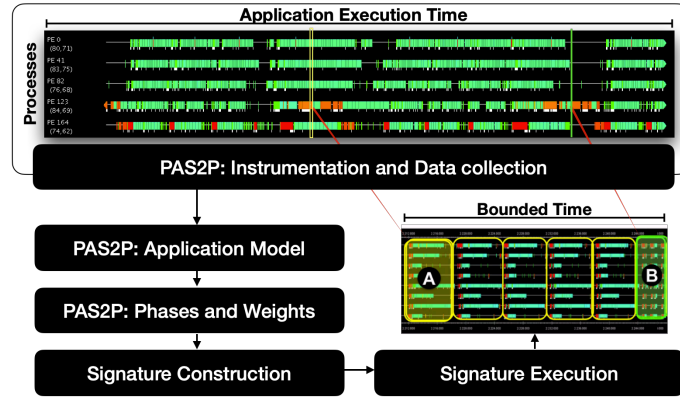 Application Execution Time
Processes
PE 0
(80,71)
PE 41
(83,75)
PE 82
(76,68)
PE 123
(84,69)
PE 164
(74,62)
PAS2P: Instrumentation and Data collection
Bounded Time
PAS2P: Application Model
A
B
PAS2P: Phases and Weights
Signature Construction
Signature Execution